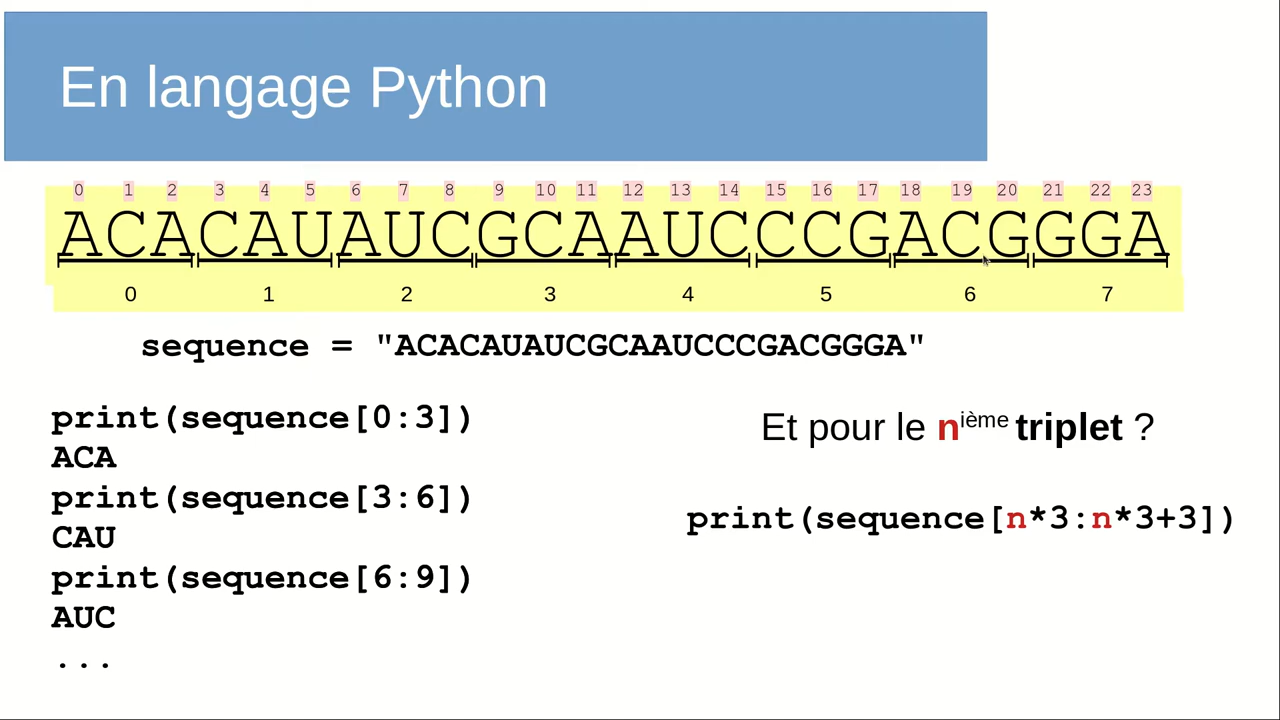 En langage Python
0 1 2 3 4 5 6 7 8 9 10 11 12 13 14 15 16 17 18 19 20 21 22 23
ACACAUAUCGCAAUCCCGACGGGA
0 1 2 3 4 5 6 7
sequence = "ACACAUAUCGCAAUCCCGACGGGA"
print(sequence[0:3])
ACA
print(sequence[3:6])
CAU
print(sequence[6:9])
AUC
...
Et pour le nième triplet ?
print(sequence[n*3:n*3+3])